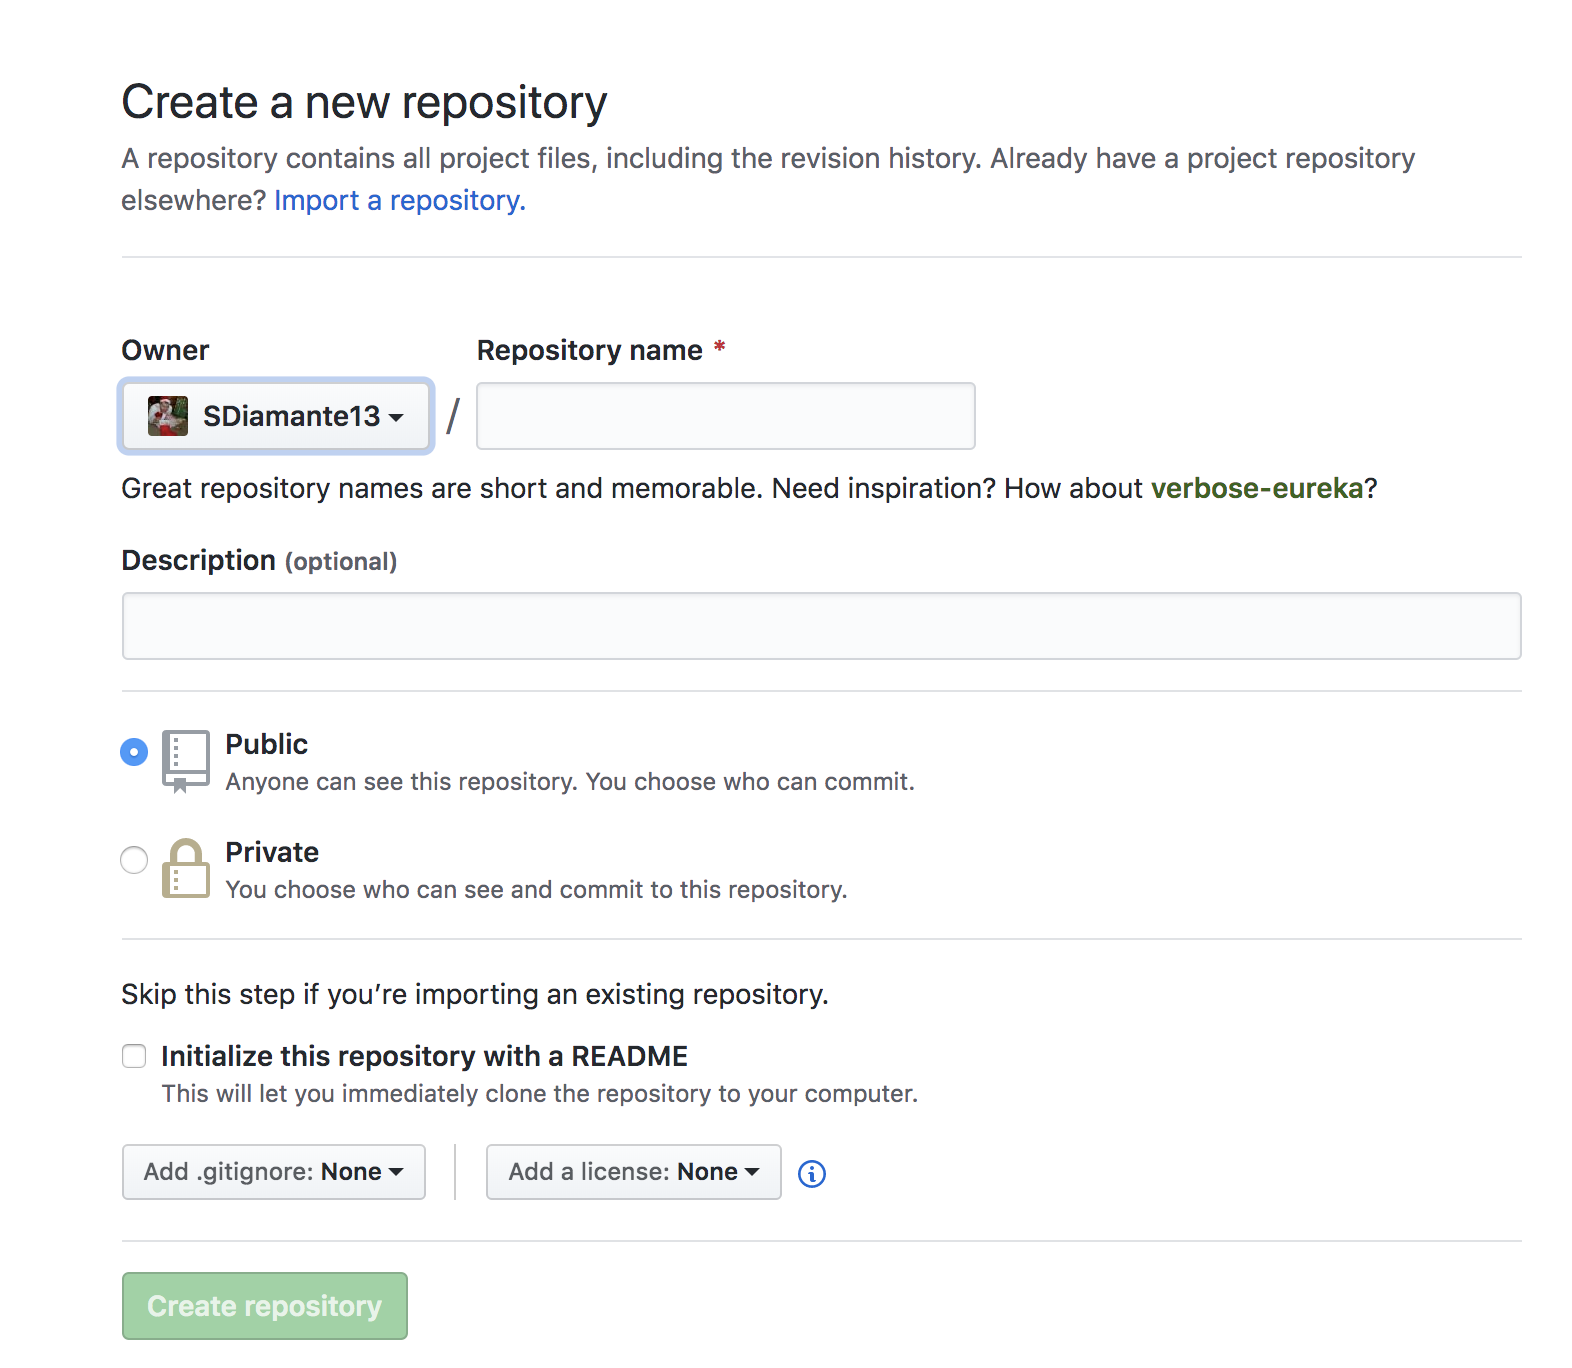 Create a new repository
A repository contains all project files, including the revision history. Already have a project repository
elsewhere? Import a repository.
Owner
Repository name *
SDiamante13
/
Great repository names are short and memorable. Need inspiration? How about verbose-eureka?
Description (optional)
Public
Anyone can see this repository. You choose who can commit.
Private
You choose who can see and commit to this repository.
Skip this step if you’re importing an existing repository.
Initialize this repository with a README
This will let you immediately clone the repository to your computer.
Add .gitignore: None
Add a license: None
Create repository